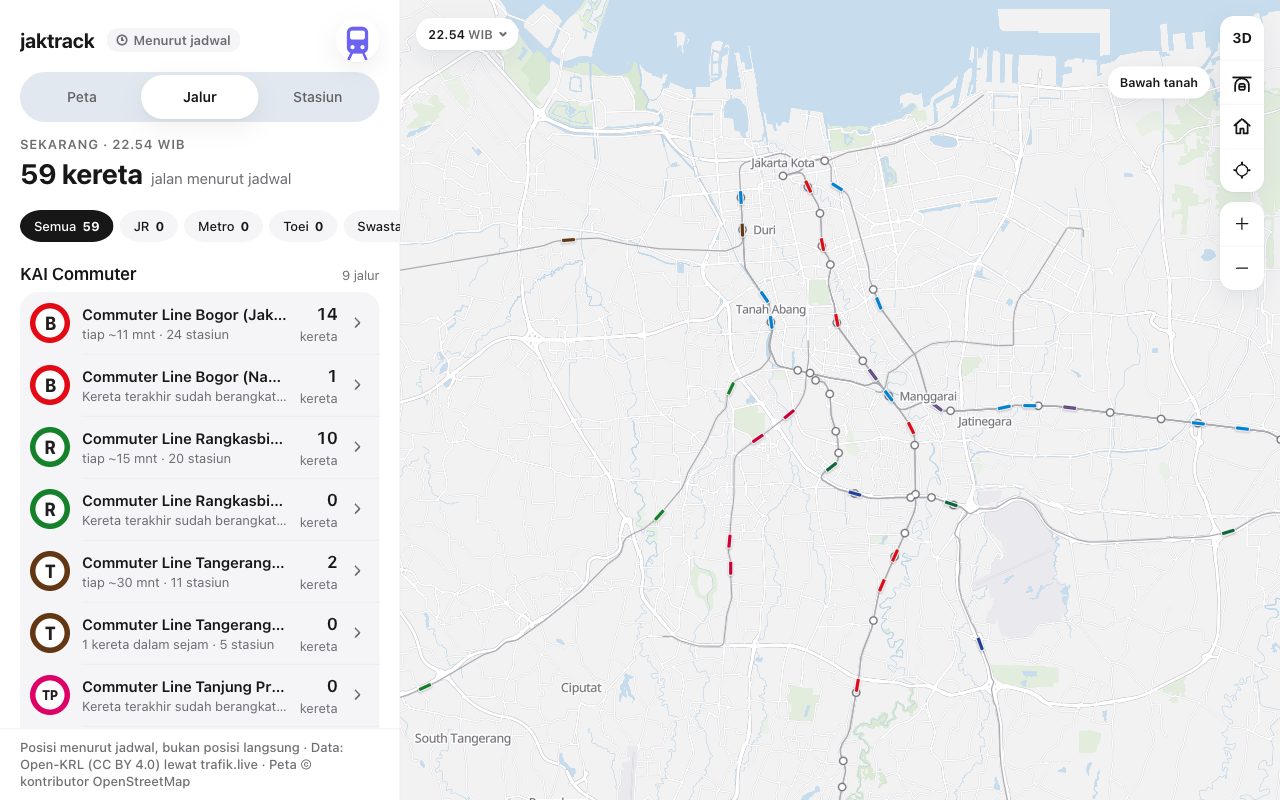 jaktrack
Menurut jadwal
Peta
Jalur
Stasiun
SEKARANG · 22.54 WIB
59 kereta jalan menurut jadwal
Semua 59
JR 0
Metro 0
Toei 0
Swasta
KAI Commuter
9 jalur
B
Commuter Line Bogor (Jak...
14
tiap ~11 mnt · 24 stasiun
kereta
B
Commuter Line Bogor (Na...
1
Kereta terakhir sudah berangkat...
kereta
R
Commuter Line Rangkasbi...
10
tiap ~15 mnt · 20 stasiun
kereta
R
Commuter Line Rangkasbi...
0
Kereta terakhir sudah berangkat...
kereta
T
Commuter Line Tangerang...
2
tiap ~30 mnt · 11 stasiun
kereta
T
Commuter Line Tangerang...
0
1 kereta dalam sejam · 5 stasiun
kereta
TP
Commuter Line Tanjung Pr...
0
Kereta terakhir sudah berangkat...
kereta
Posisi menurut jadwal, bukan posisi langsung · Data:
Open-KRL (CC BY 4.0) lewat trafik.live · Peta ©
kontributor OpenStreetMap
22.54 WIB
3D
Bawah tanah
+
−
Jakarta Kota
Duri
Tanah Abang
Manggarai
Jatinegara
Ciputat
South Tangerang